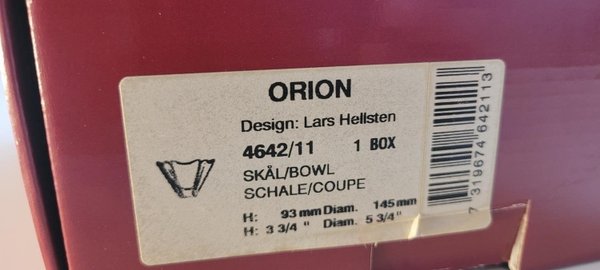 ORION
Design: Lars Hellsten
4642/11 1 BOX
SKÅL/BOWL
SCHALE/COUPE
H: 93 mm Diam. 145 mm
H: 3 3/4 " Diam. 5 3/4"
7 319674 642113